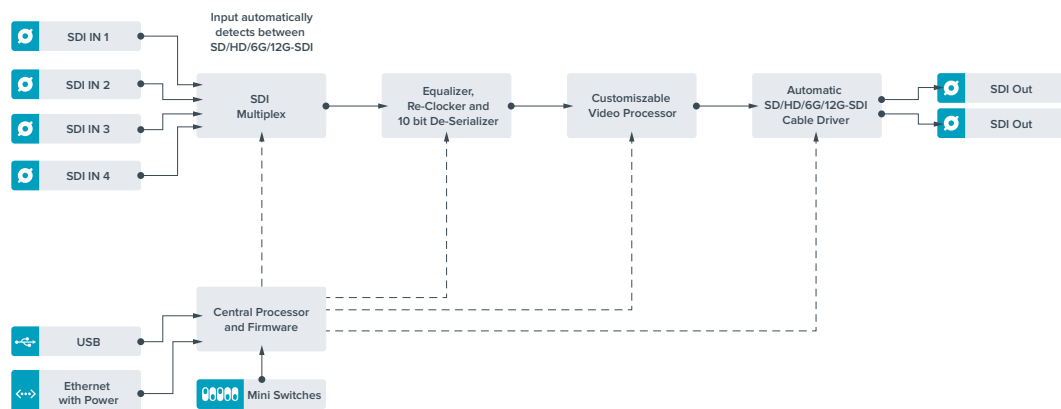 Input automatically
detects between
SD/HD/6G/12G-SDI
SDI IN 1
SDI IN 2
SDI IN 3
SDI IN 4
SDI
Multiplex
Equalizer,
Re-Clocker and
10 bit De-Serializer
Customiszable
Video Processor
Automatic
SD/HD/6G/12G-SDI
Cable Driver
SDI Out
SDI Out
Central Processor
and Firmware
USB
Ethernet
with Power
Mini Switches